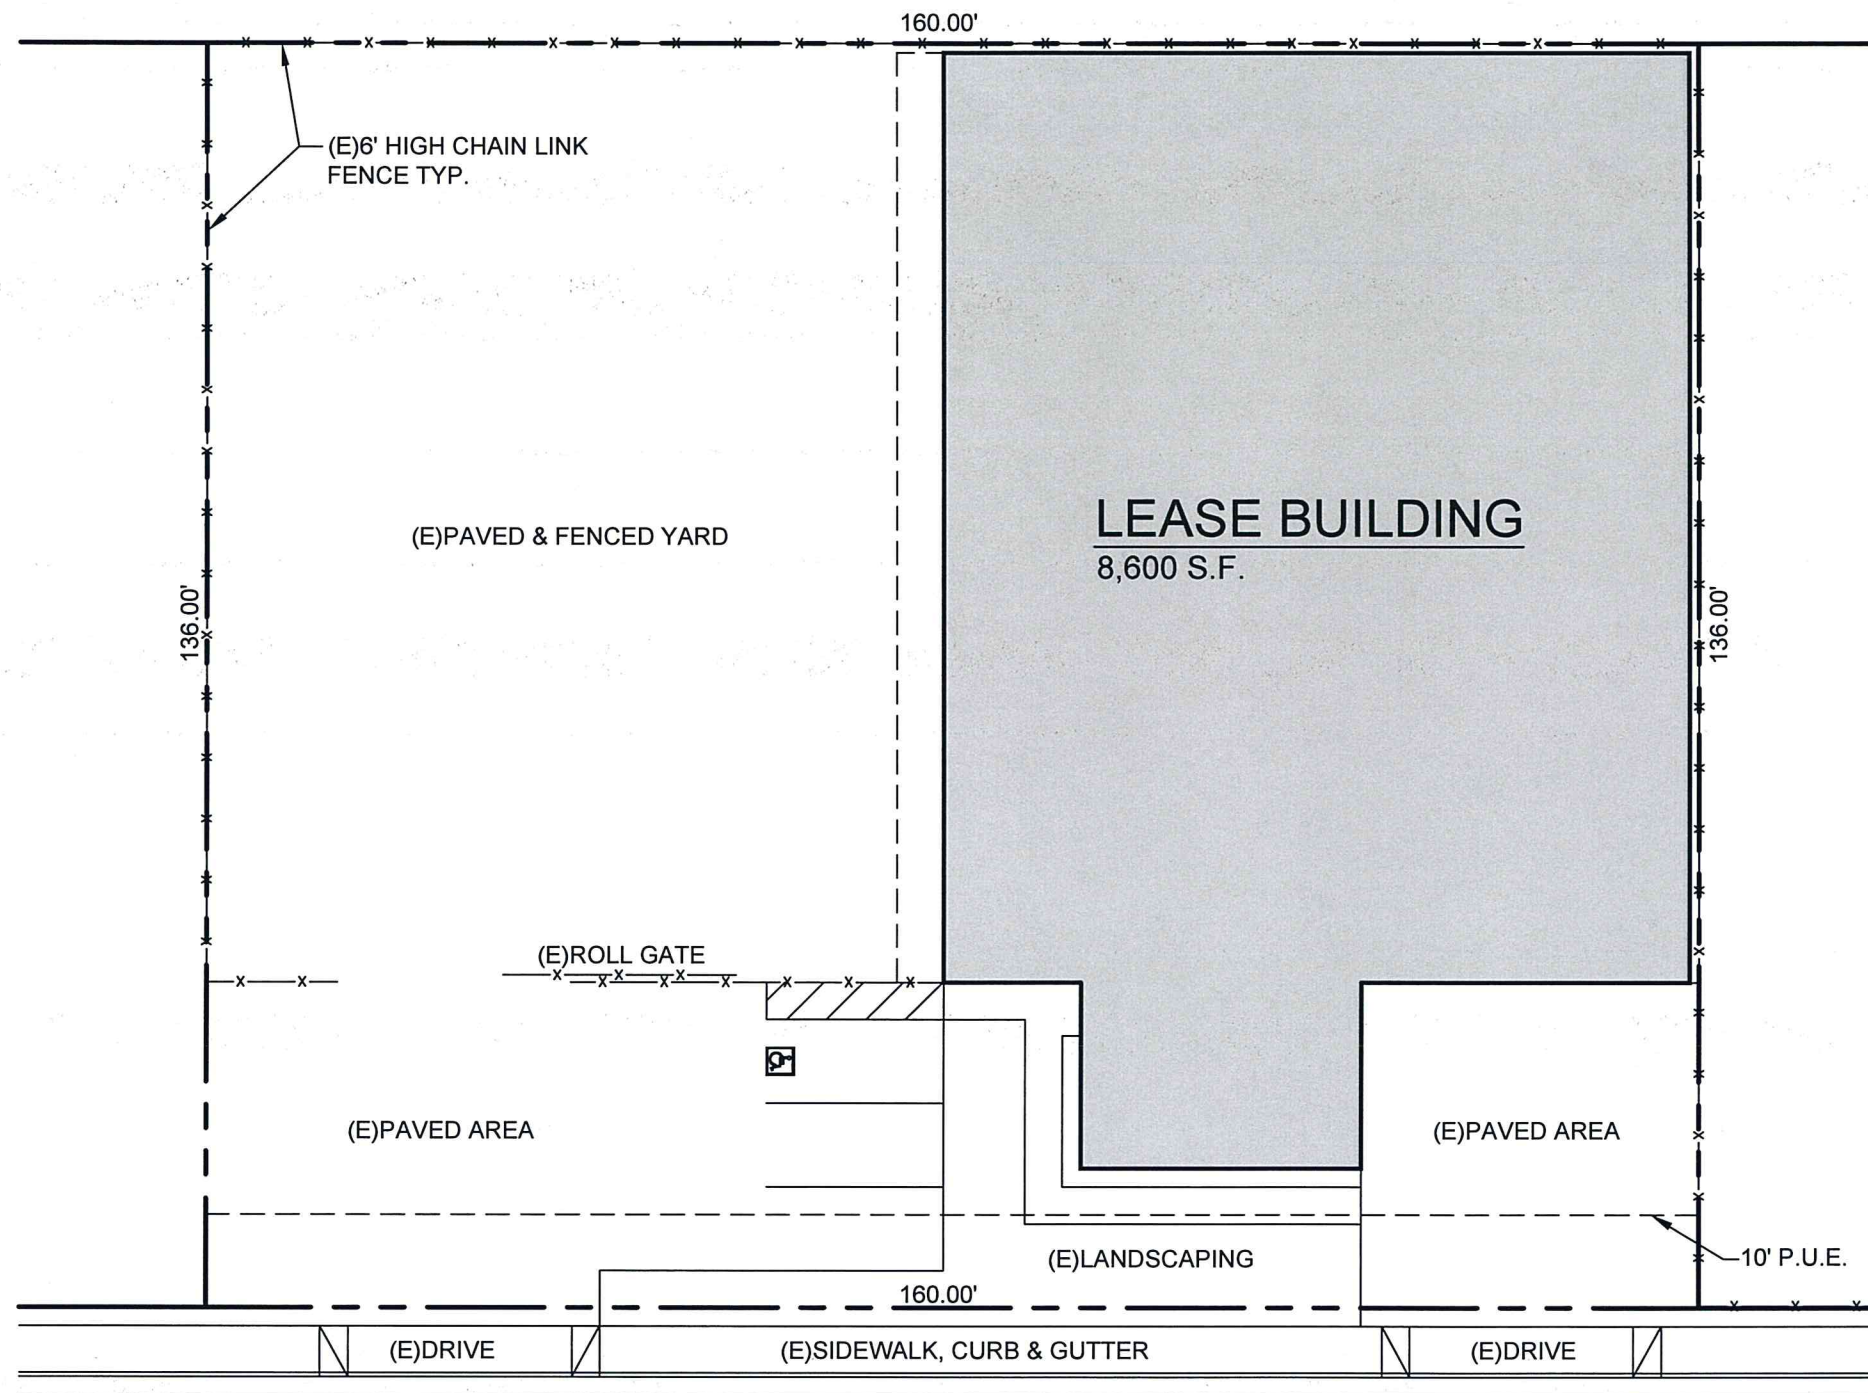 160.00'
(E)6' HIGH CHAIN LINK
FENCE TYP.
LEASE BUILDING
8,600 S.F.
(E)PAVED & FENCED YARD
136.00'
136.00'
(E)ROLL GATE
(E)PAVED AREA
(E)PAVED AREA
(E)LANDSCAPING
10' P.U.E.
160.00'
(E)DRIVE
(E)SIDEWALK, CURB & GUTTER
(E)DRIVE